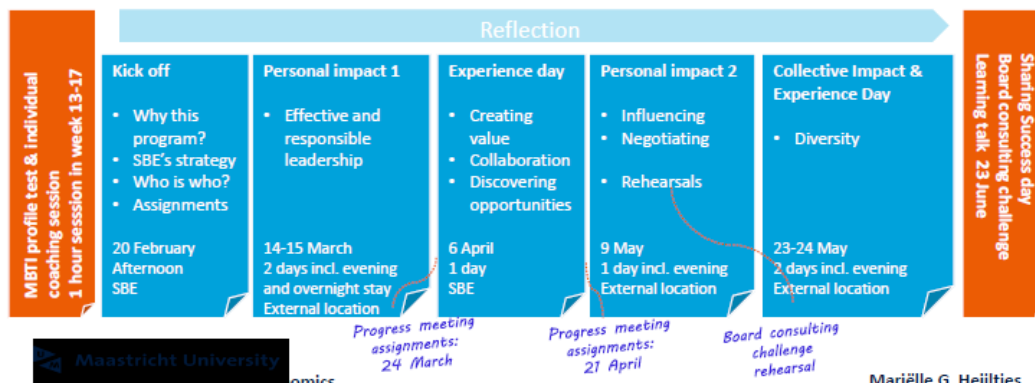 Reflection
MBTI profile test & individual
coaching session
1 hour sesssion in week 13-17
Kick off
• Why this
program?
• SBE's strategy
• Who is who?
• Assignments
20 February
Afternoon
SBE
Personal impact 1
• Effective and
responsible
leadership
14-15 March
2 days incl. evening
and overnight stay
External location
Experience day
• Creating
value
• Collaboration
• Discovering
opportunities
6 April
1 day
SBE
Personal impact 2
• Influencing
• Negotiating
• Rehearsals
9 May
1 day incl. evening
External location
Collective Impact &
Experience Day
• Diversity
23-24 May
2 days incl. evening
External location
Sharing Success day
Board consulting challenge
Learning talk 23 June
Progress meeting
assignments:
24 March
Progress meeting
assignments:
21 April
Board consulting
challenge
rehearsal
Maastricht University
Mariëlle G. Heijltjes